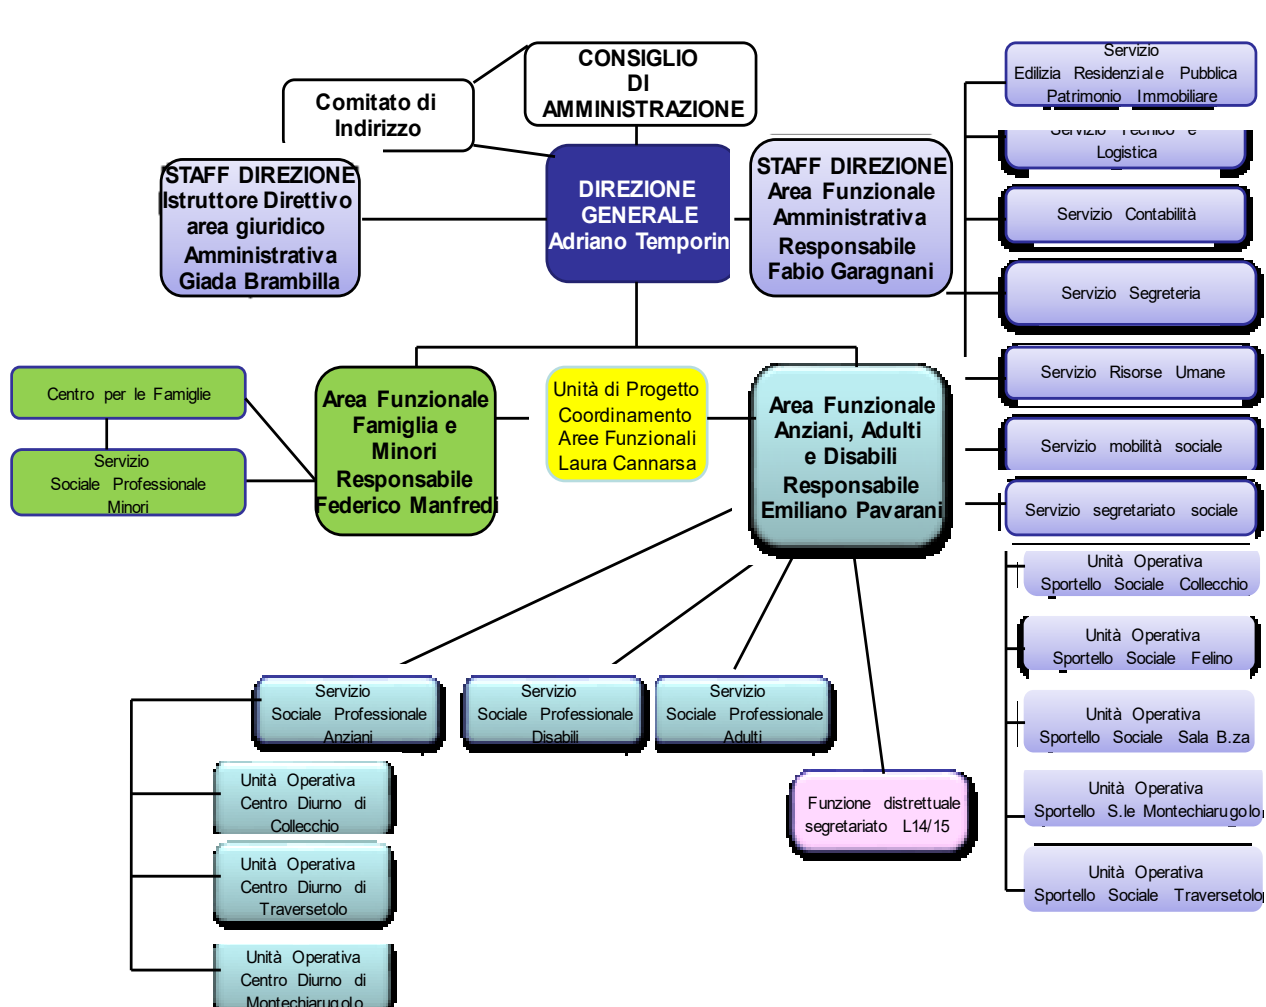 CONSIGLIO
DI
AMMINISTRAZIONE
Comitato di
Indirizzo
STAFF DIREZIONE
Istruttore Direttivo
area giuridico
Amministrativa
Giada Brambilla
DIREZIONE
GENERALE
Adriano Temporin
STAFF DIREZIONE
Area Funzionale
Amministrativa
Responsabile
Fabio Garagnani
Servizio
Edilizia Residenziale Pubblica
Patrimonio Immobiliare
Servizio Tecnico e
Logistica
Servizio Contabilità
Servizio Segreteria
Servizio Risorse Umane
Servizio mobilità sociale
Servizio segretariato sociale
Unità Operativa
Sportello Sociale Collecchio
Unità Operativa
Sportello Sociale Felino
Unità Operativa
Sportello Sociale Sala B.za
Unità Operativa
Sportello S.le Montechiarugolo
Unità Operativa
Sportello Sociale Traversetolo
Centro per le Famiglie
Servizio
Sociale Professionale
Minori
Area Funzionale
Famiglia e
Minori
Responsabile
Federico Manfredi
Unità di Progetto
Coordinamento
Aree Funzionali
Laura Cannarsa
Area Funzionale
Anziani, Adulti
e Disabili
Responsabile
Emiliano Pavarani
Servizio
Sociale Professionale
Anziani
Servizio
Sociale Professionale
Disabili
Servizio
Sociale Professionale
Adulti
Funzione distrettuale
segretariato L14/15
Unità Operativa
Centro Diurno di
Collecchio
Unità Operativa
Centro Diurno di
Traversetolo
Unità Operativa
Centro Diurno di
Montechiarugolo